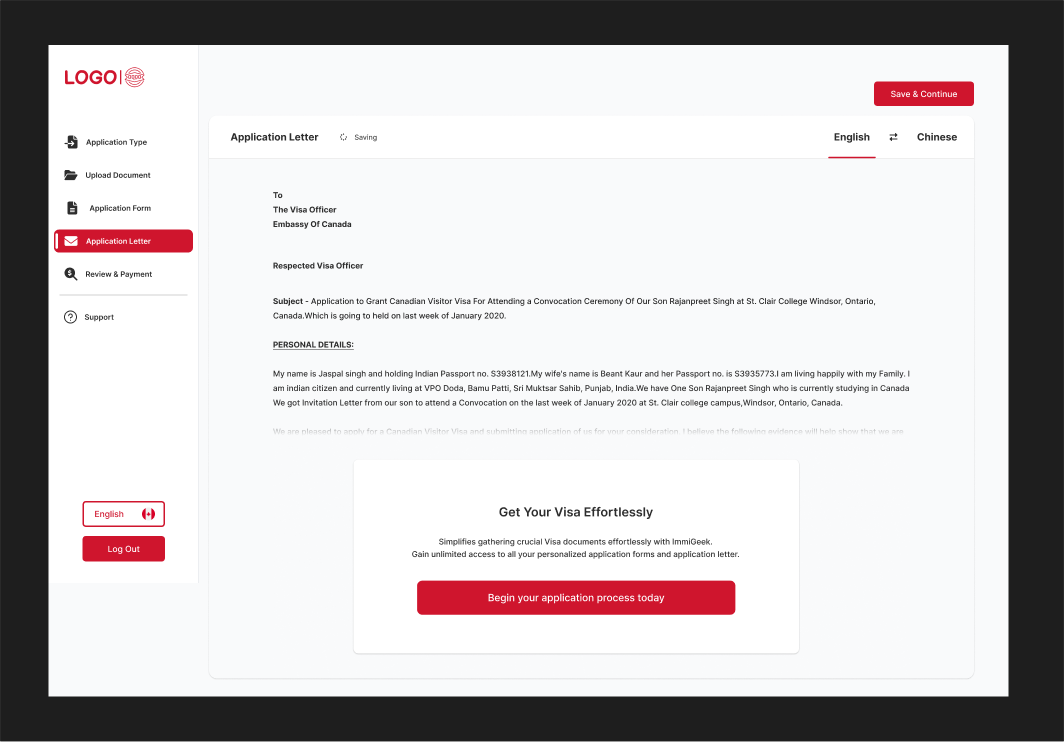 LOGO
Application Type
Upload Document
Application Form
Application Letter
Review & Payment
Support
English
Log Out
Save & Continue
Application Letter
Saving
English
Chinese
To
The Visa Officer
Embassy Of Canada
Respected Visa Officer
Subject - Application to Grant Canadian Visitor Visa For Attending a Convocation Ceremony Of Our Son Rajanpreet Singh at St. Clair College Windsor, Ontario,
Canada.Which is going to held on last week of January 2020.
PERSONAL DETAILS:
My name is Jaspal singh and holding Indian Passport no. S3938121.My wife's name is Beant Kaur and her Passport no. is S3935773.I am living happily with my Family. I
am indian citizen and currently living at VPO Doda, Bamu Patti, Sri Muktsar Sahib, Punjab, India.We have One Son Rajanpreet Singh who is currently studying in Canada
We got Invitation Letter from our son to attend a Convocation on the last week of January 2020 at St. Clair college campus,Windsor, Ontario, Canada.
We are pleased to apply for a Canadian Visitor Visa and submitting application of us for your consideration. I believe the following evidence will help show that we are
Get Your Visa Effortlessly
Simplifies gathering crucial Visa documents effortlessly with ImmiGeek.
Gain unlimited access to all your personalized application forms and application letter.
Begin your application process today